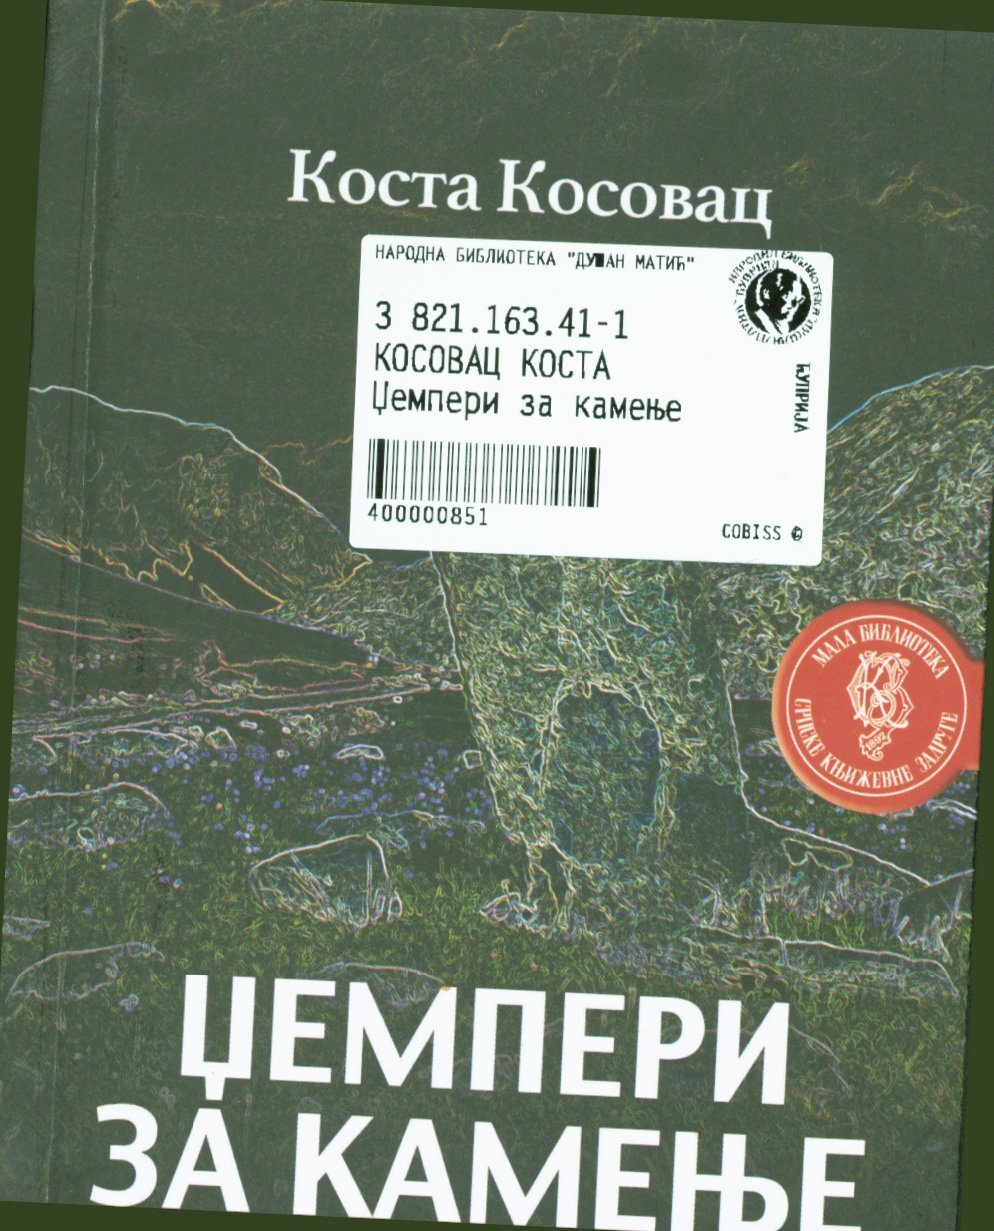 Коста Косовац
НАРОДНА БИБЛИОТЕКА "ДУ■АН МАТИЋ"
3 821.163.41-1
КОСОВАЦ КОСТА
Џемпери за камење
400000851
COBISS ©
ЋУПРИЈА
МАЛА БИБЛИОТЕКА
СРПСКЕ КЊИЖЕВНЕ ЗАДРУГЕ
1892
ЏЕМПЕРИ
ЗА КАМЕЊЕ